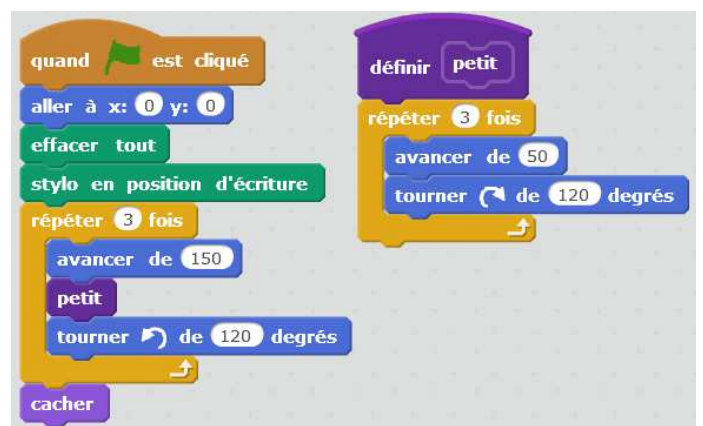 quand est cliqué
aller à x: 0 y: 0
effacer tout
stylo en position d'écriture
répéter 3 fois
avancer de 150
petit
tourner de 120 degrés
cacher
définir petit
répéter 3 fois
avancer de 50
tourner de 120 degrés